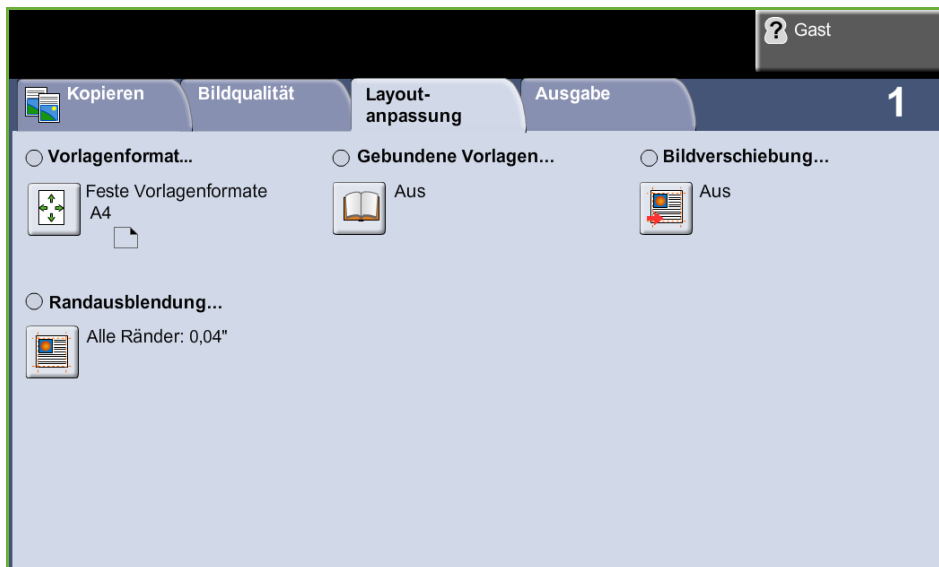 ? Gast
Kopieren
Bildqualität
Layout-
anpassung
Ausgabe
1
Vorlagenformat...
Feste Vorlagenformate
A4
Gebundene Vorlagen...
Aus
Bildverschiebung...
Aus
Randausblendung...
Alle Ränder: 0,04"